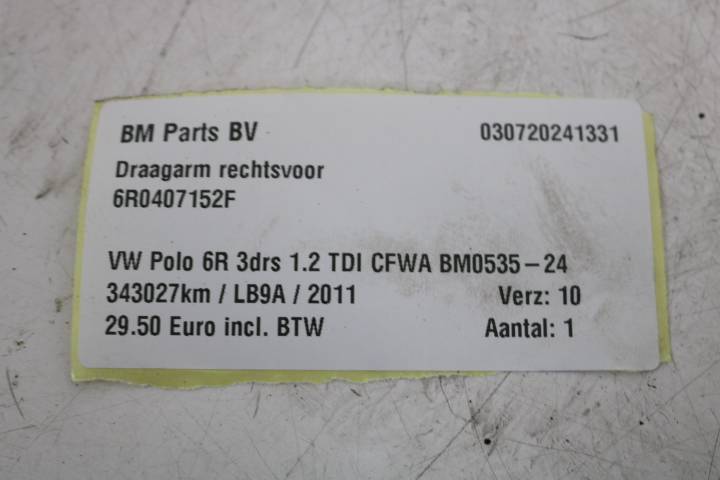 BM Parts BV 030720241331
Draagarm rechtsvoor
6R0407152F
VW Polo 6R 3drs 1.2 TDI CFWA BM0535-24
343027km / LB9A / 2011 Verz: 10
29.50 Euro incl. BTW Aantal: 1